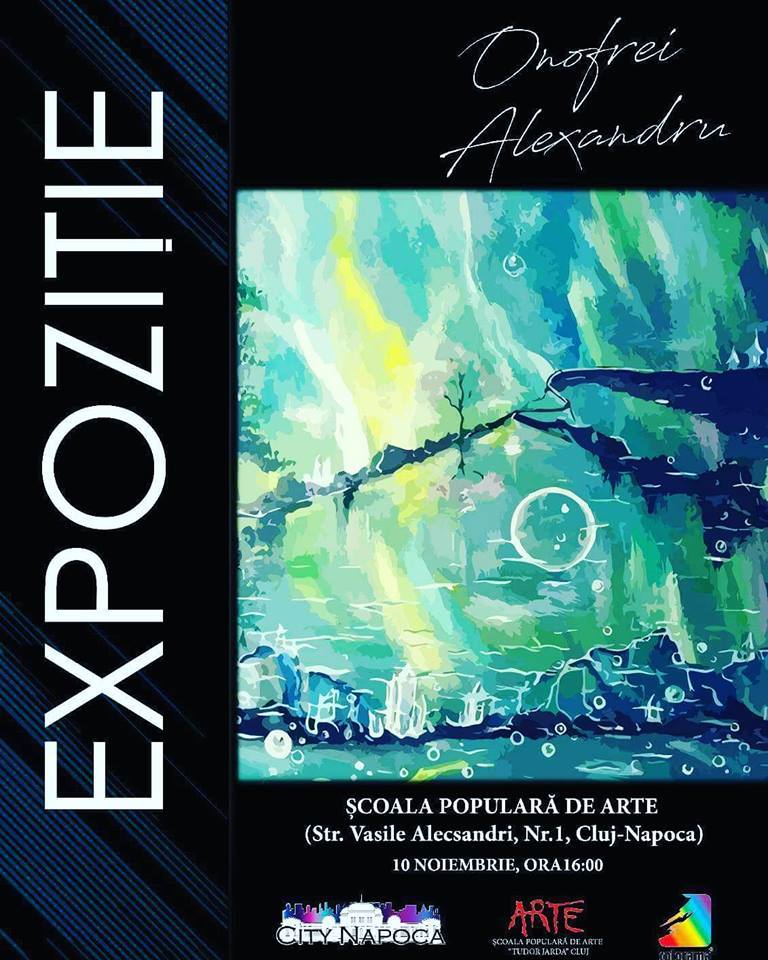 EXPOZIȚIE
Onofrei
Alexandru
ȘCOALA POPULARĂ DE ARTE
(Str. Vasile Alecsandri, Nr.1, Cluj-Napoca)
10 NOIEMBRIE, ORA16:00
CITY NAPOCA
ARTE
ȘCOALA POPULARĂ DE ARTE
"TUDOR JARDA" CLUJ
colorama